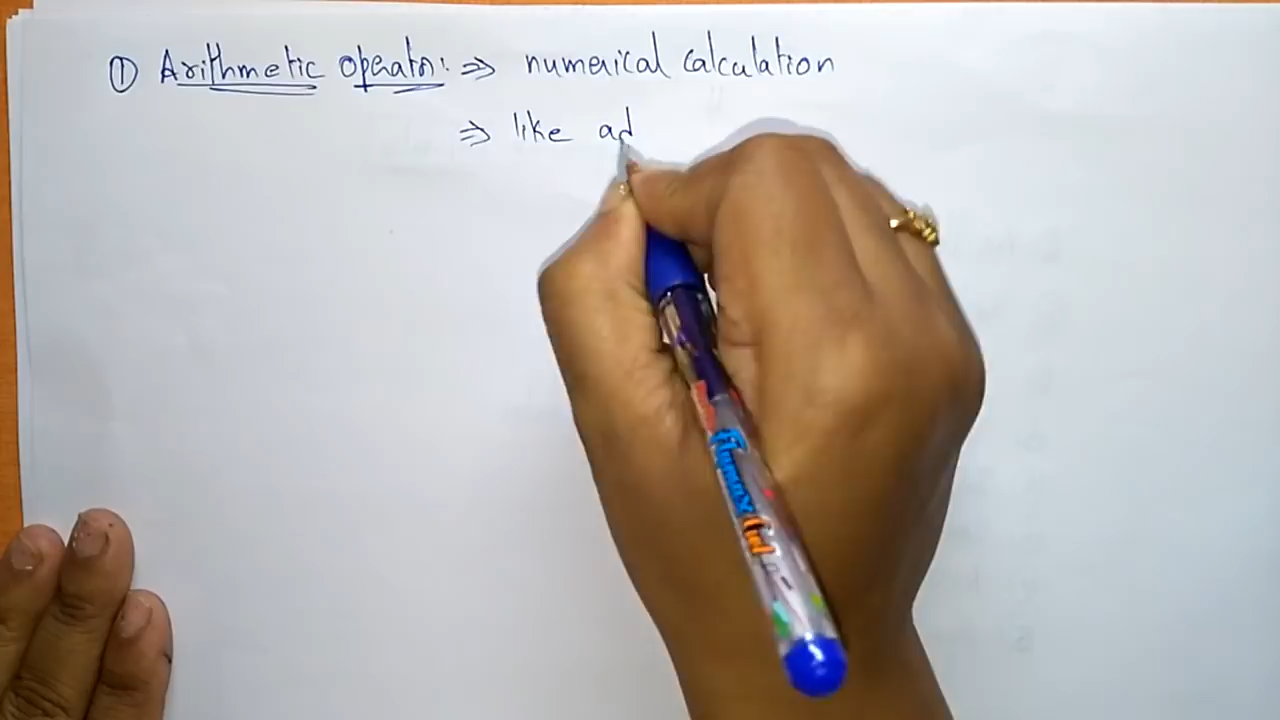 ① Arithmetic operator: ⇒ numerical calculation
⇒ like ad